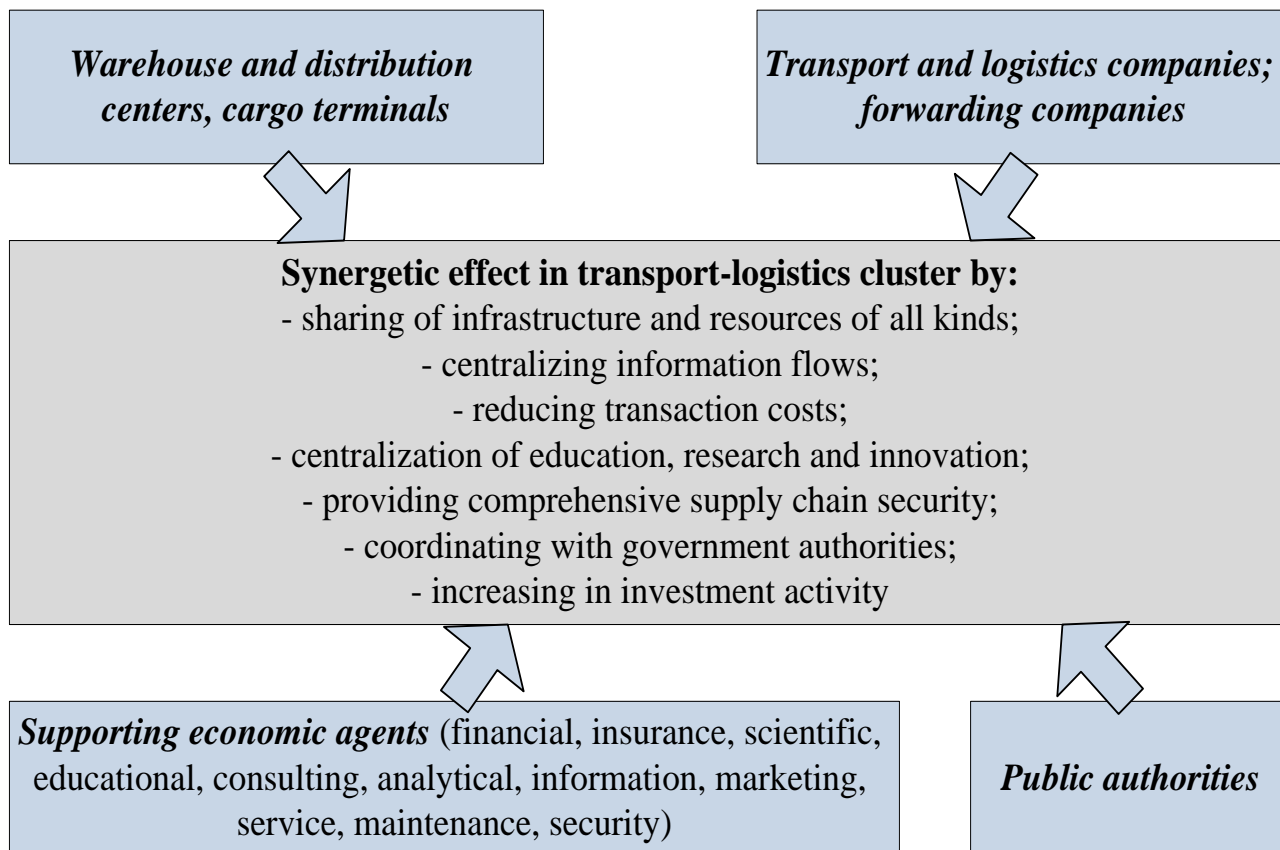 Warehouse and distribution
centers, cargo terminals
Transport and logistics companies;
forwarding companies
Synergetic effect in transport-logistics cluster by:
- sharing of infrastructure and resources of all kinds;
- centralizing information flows;
- reducing transaction costs;
- centralization of education, research and innovation;
- providing comprehensive supply chain security;
- coordinating with government authorities;
- increasing in investment activity
Supporting economic agents (financial, insurance, scientific,
educational, consulting, analytical, information, marketing,
service, maintenance, security)
Public authorities